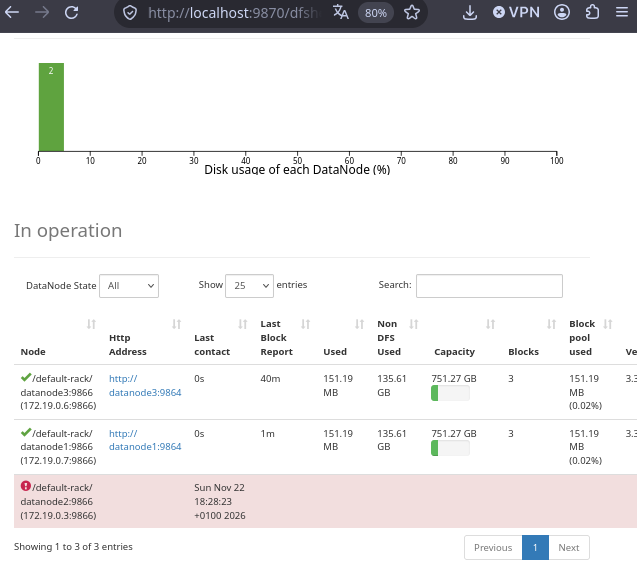 http://localhost:9870/dfsh
80%
VPN
2
0 10 20 30 40 50 60 70 80 90 100
Disk usage of each DataNode (%)
In operation
DataNode State All Show 25 entries Search:
Node Http Address Last contact Last Block Report Used Non DFS Used Capacity Blocks Block pool used Ve
/default-rack/datanode3:9866 (172.19.0.6:9866) http://datanode3:9864 0s 40m 151.19 MB 135.61 GB 751.27 GB 3 151.19 MB (0.02%) 3.3
/default-rack/datanode1:9866 (172.19.0.7:9866) http://datanode1:9864 0s 1m 151.19 MB 135.61 GB 751.27 GB 3 151.19 MB (0.02%) 3.3
/default-rack/datanode2:9866 (172.19.0.3:9866) Sun Nov 22 18:28:23 +0100 2026
Showing 1 to 3 of 3 entries Previous 1 Next